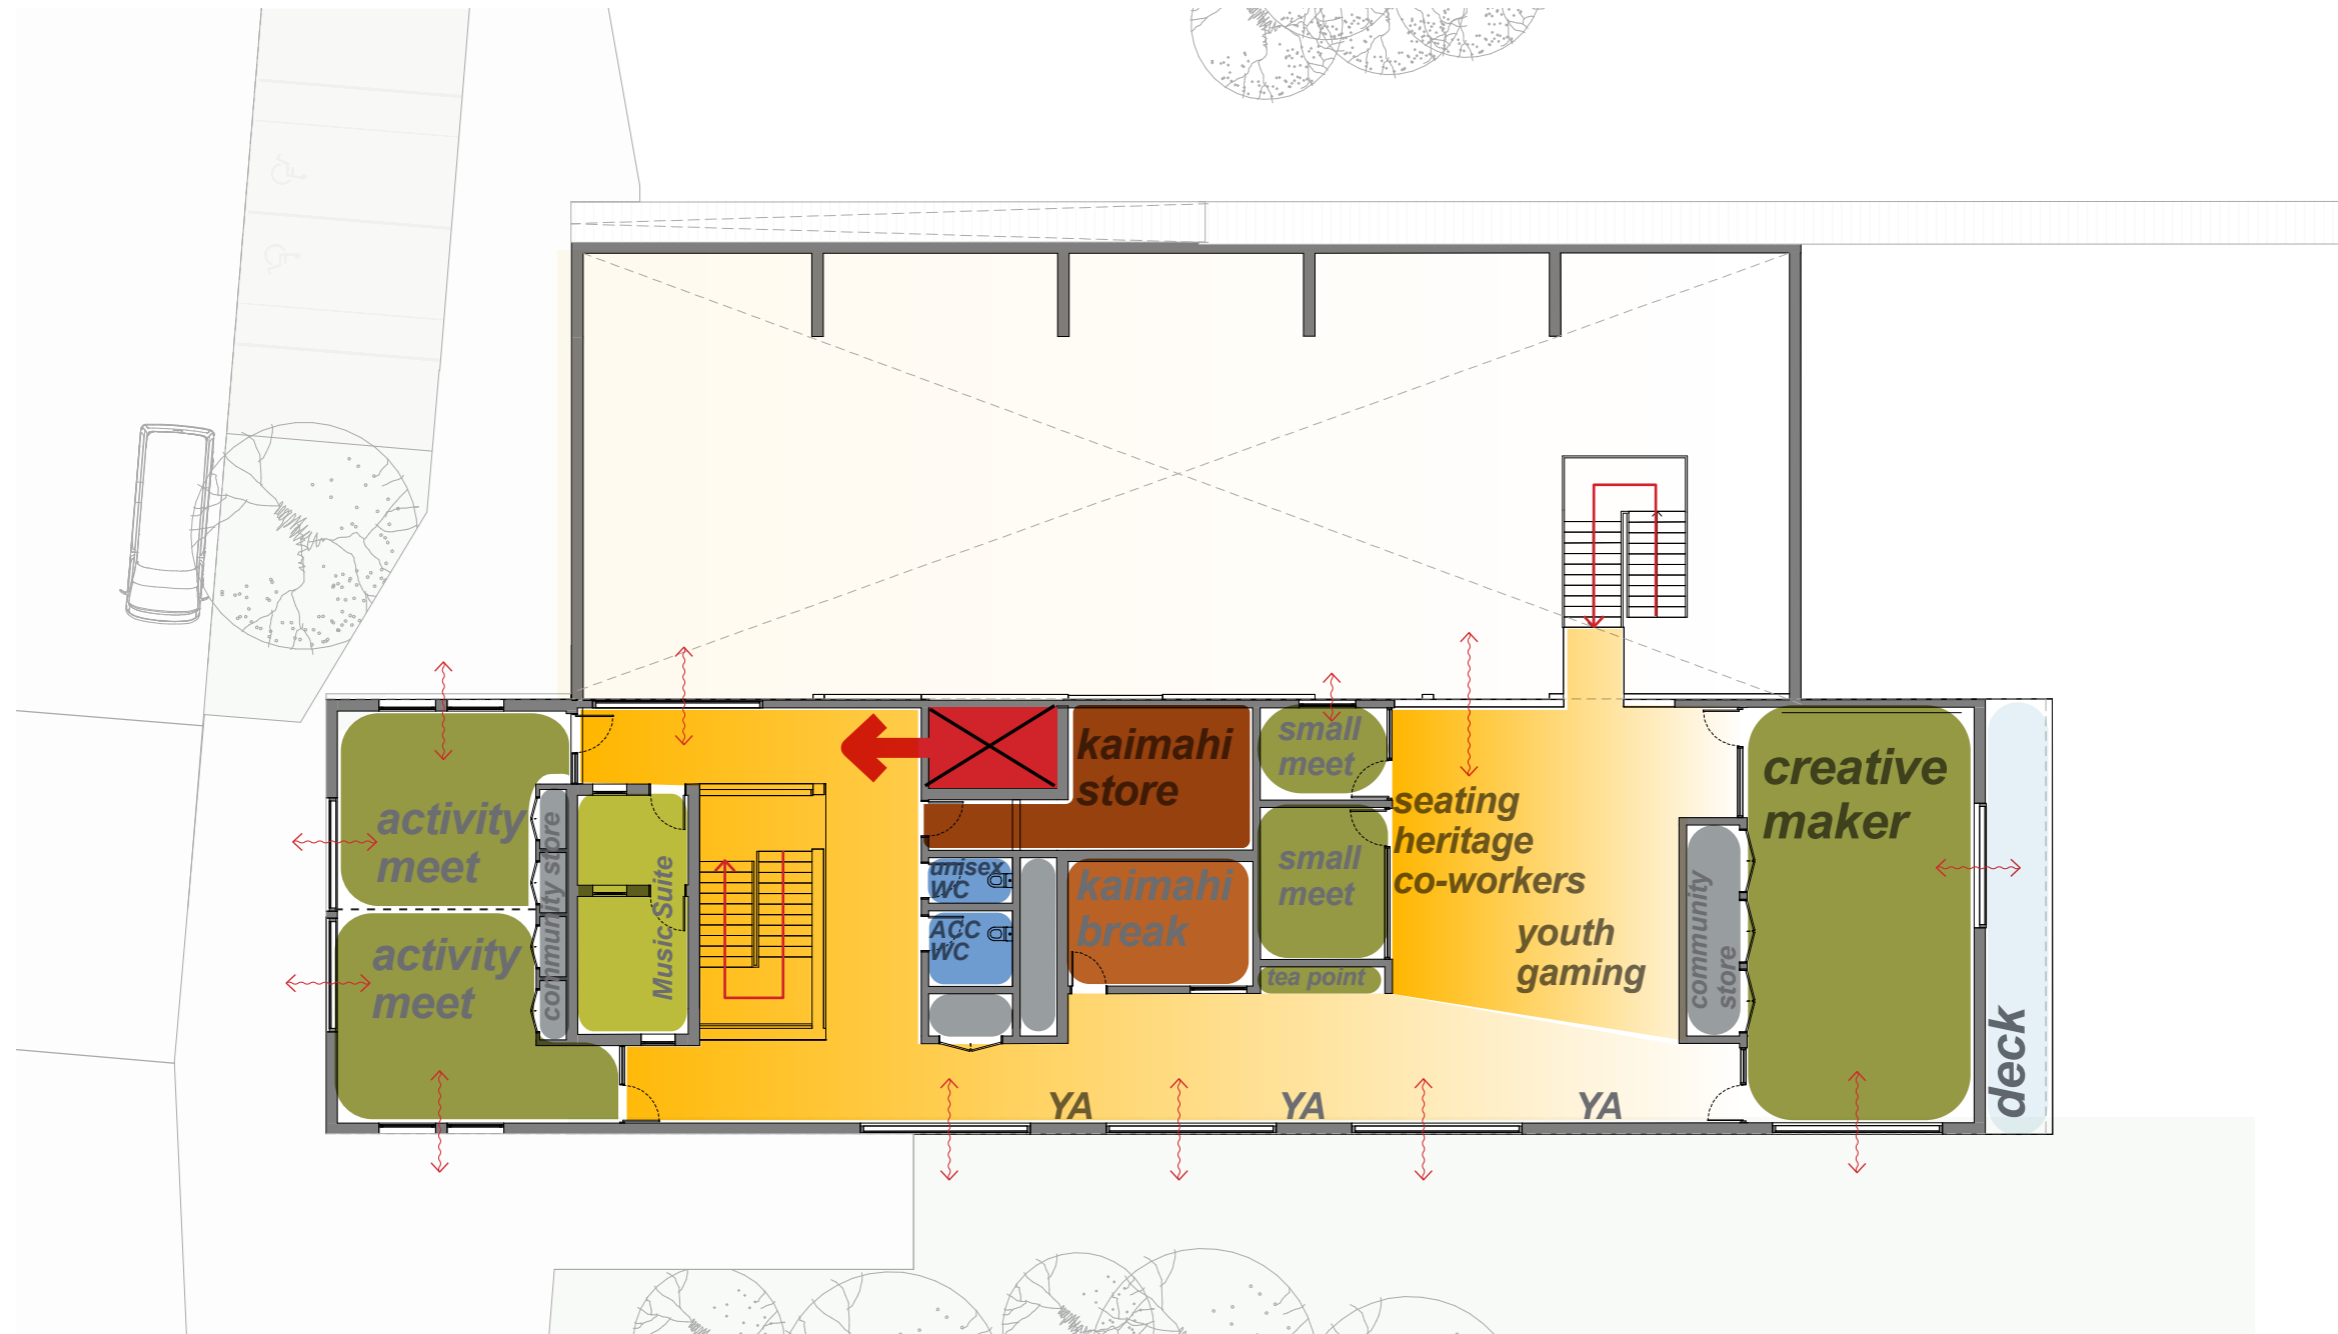 kaimahi
store
small
meet
creative
maker
activity
meet
community store
Music Suite
unisex
WC
ACC
WC
kaimahi
break
small
meet
tea point
seating
heritage
co-workers
youth
gaming
community
store
activity
meet
deck
YA
YA
YA